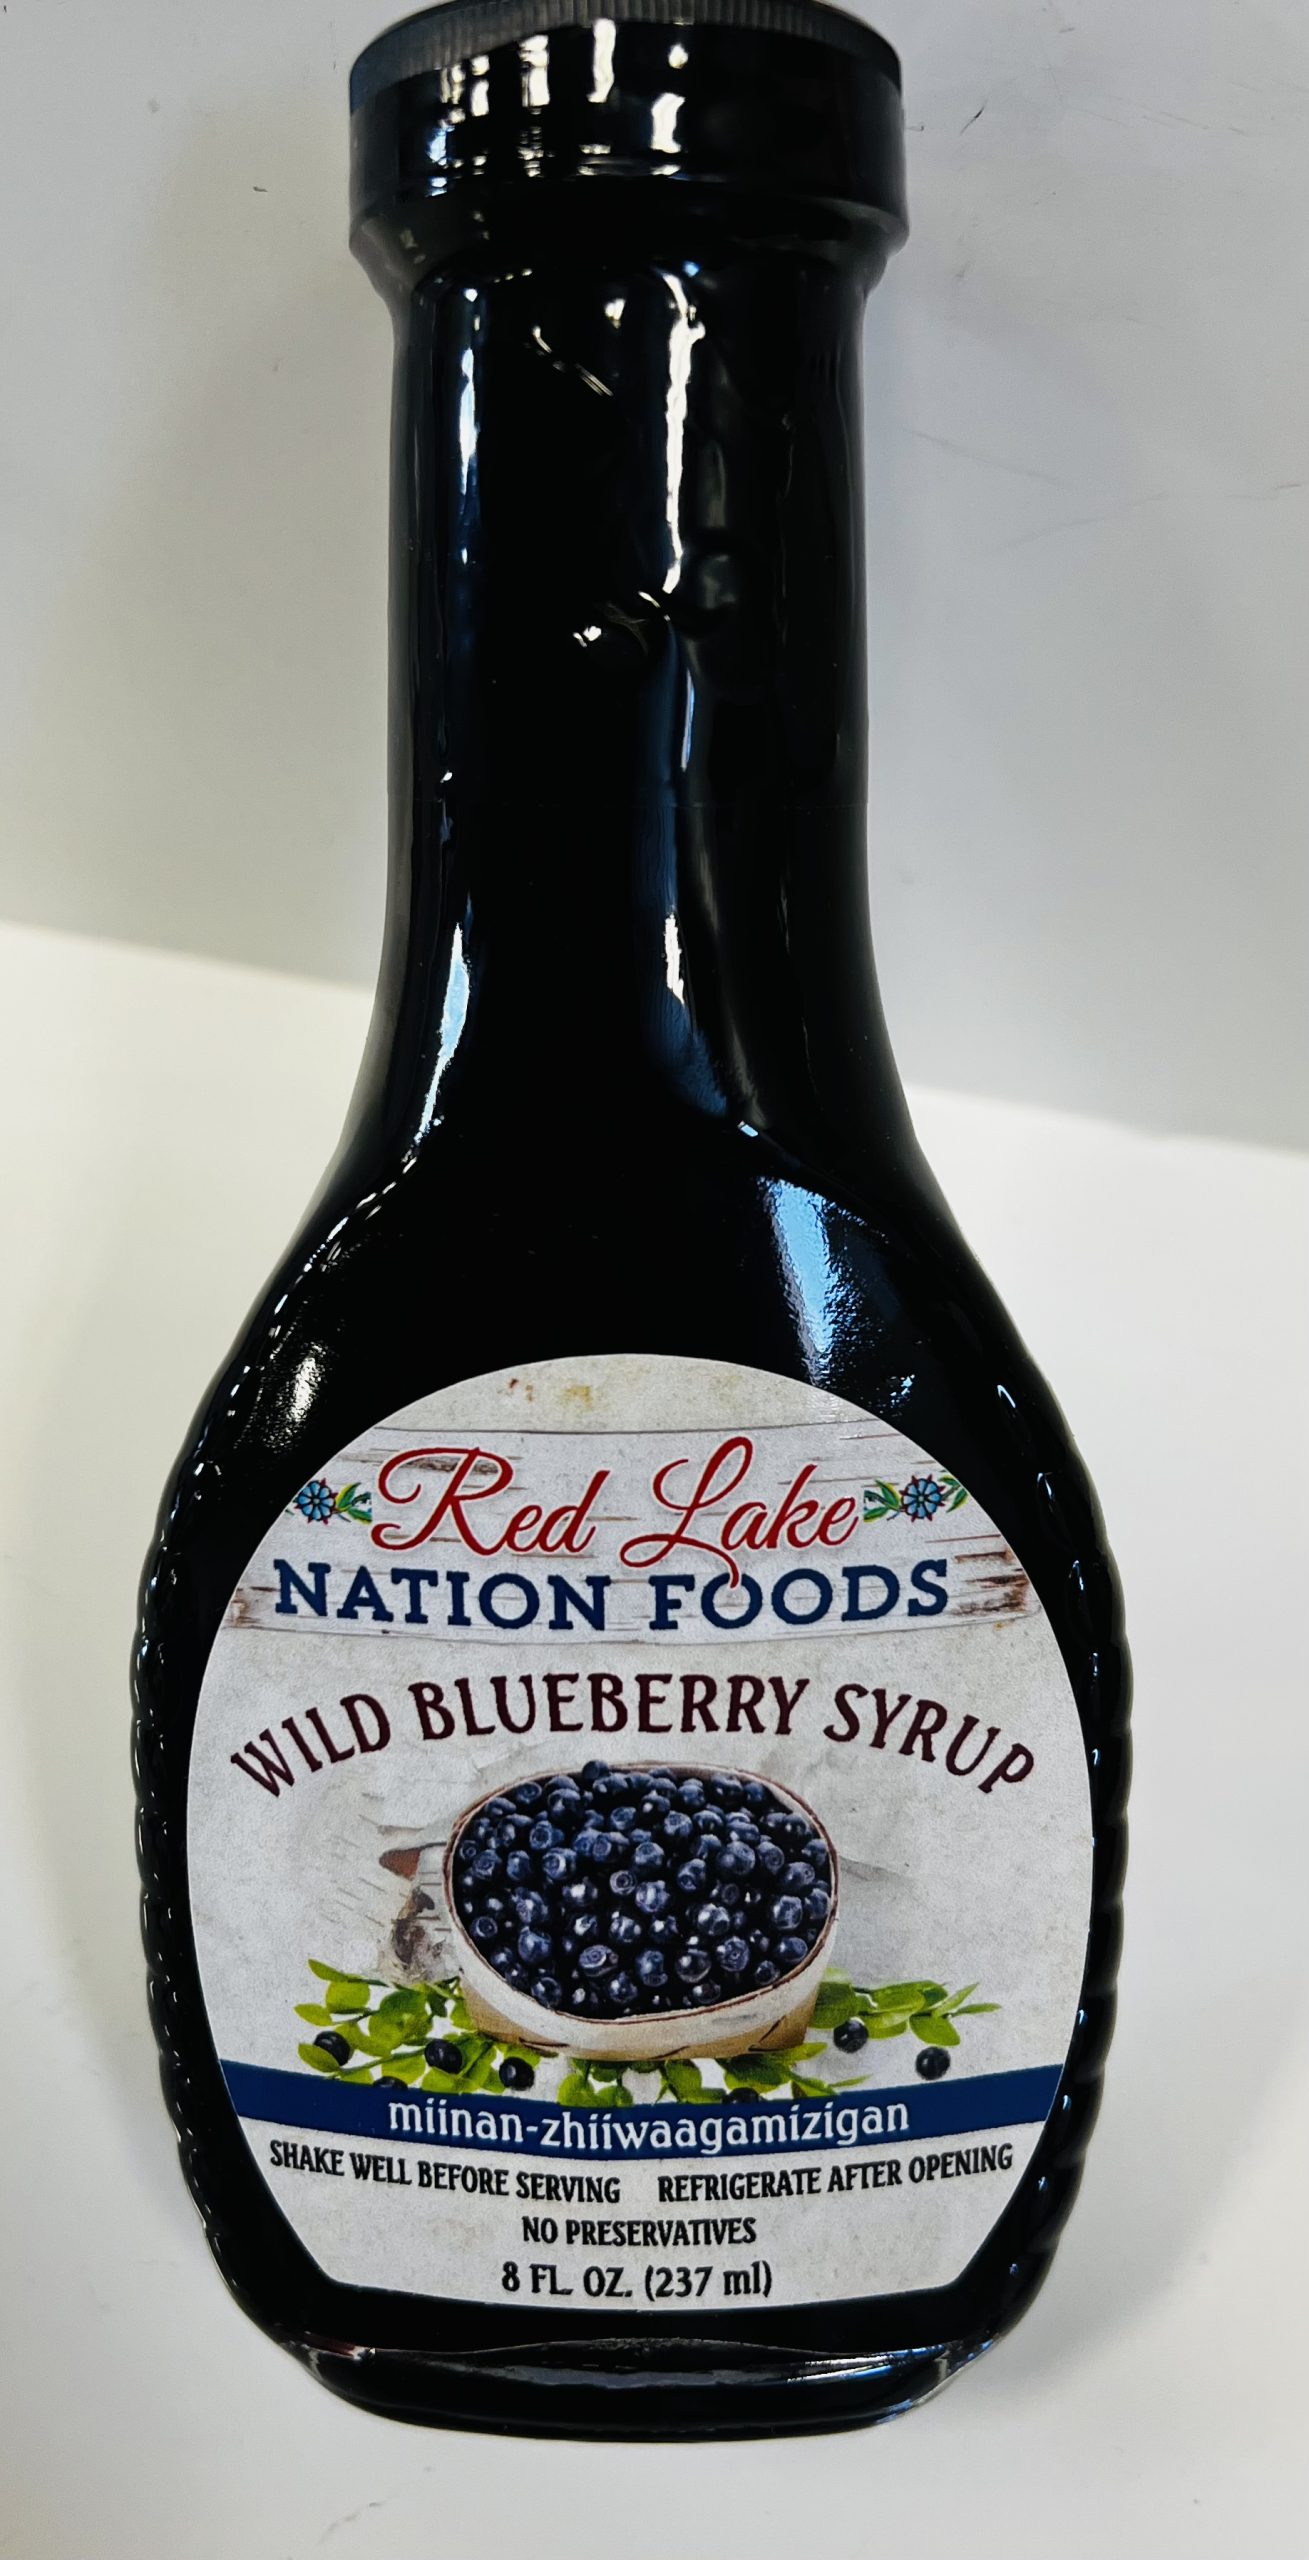 Red Lake
NATION FOODS
WILD BLUEBERRY SYRUP
miinan-zhiiwaagamizigan
SHAKE WELL BEFORE SERVING REFRIGERATE AFTER OPENING
NO PRESERVATIVES
8 FL. OZ. (237 ml)